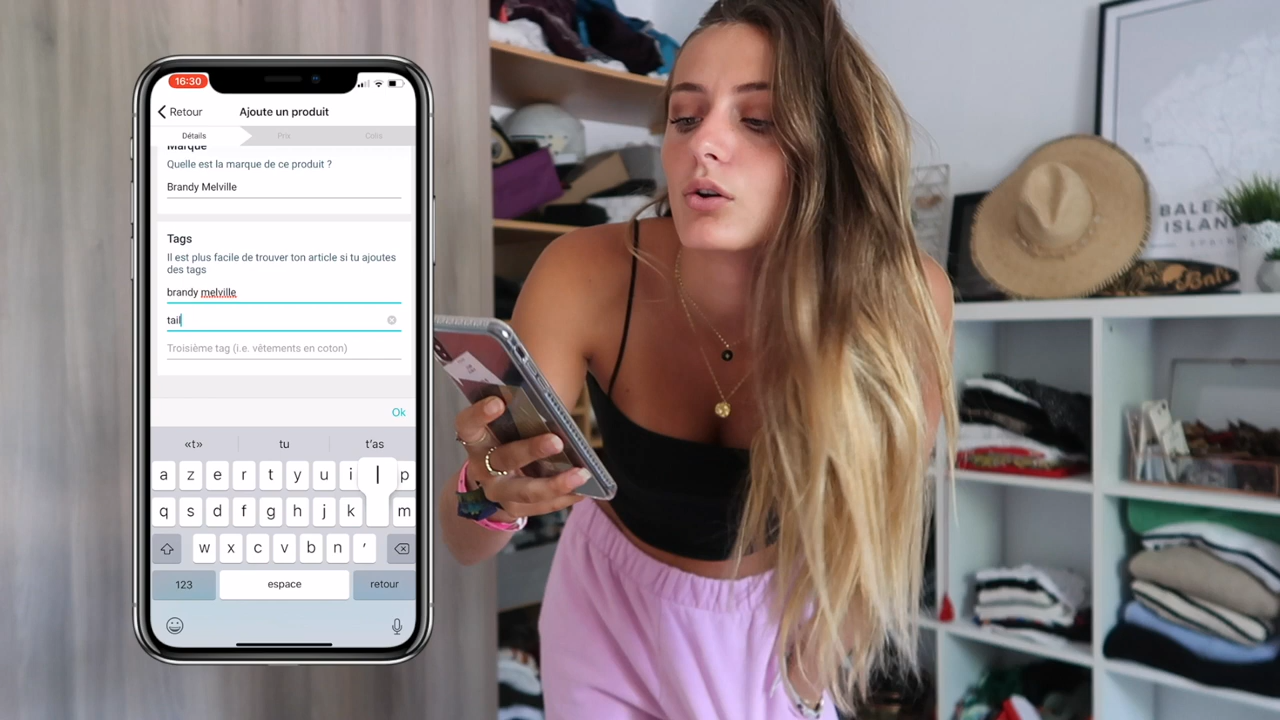 16:30
Retour
Ajoute un produit
Détails
Prix
Colis
Marque
Quelle est la marque de ce produit ?
Brandy Melville
Tags
Il est plus facile de trouver ton article si tu ajoutes
des tags
brandy melville
tail
Troisième tag (i.e. vêtements en coton)
Ok
«t» tu t'as
a z e r t y u i l p
q s d f g h j k m
w x c v b n '
123 espace retour
BALE
ISLAN
Bali